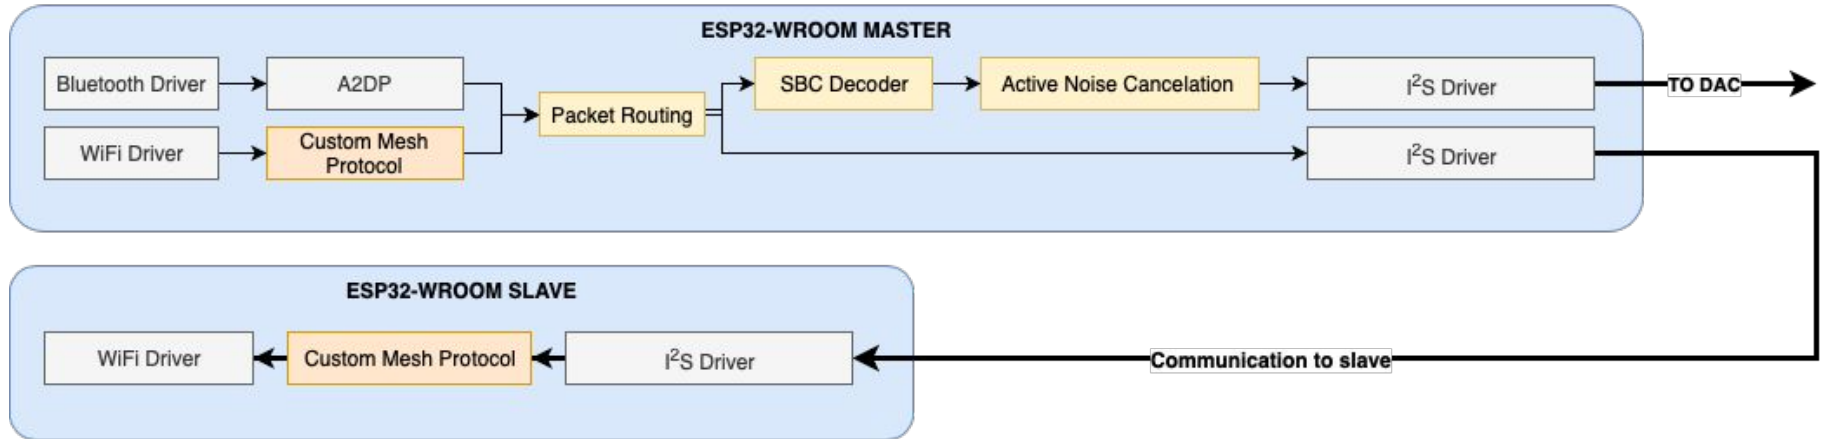 ESP32-WROOM MASTER
Bluetooth Driver
A2DP
SBC Decoder
Active Noise Cancelation
I²S Driver
TO DAC
Packet Routing
WiFi Driver
Custom Mesh
Protocol
I²S Driver
ESP32-WROOM SLAVE
WiFi Driver
Custom Mesh Protocol
I²S Driver
Communication to slave